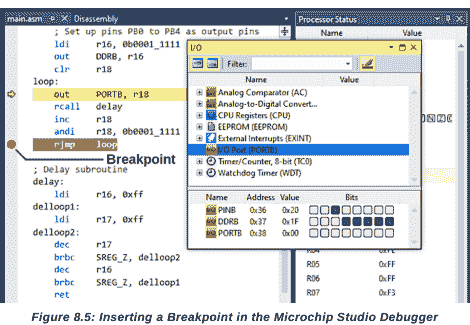 main.asm
Disassembly
; Set up pins PB0 to PB4 as output pins
ldi r16, 0b0001_1111
out DDRB, r16
clr r18
loop:
out PORTB, r18
rcall delay
inc r18
andi r18, 0b0001_1111
rjmp loop
Breakpoint
; Delay subroutine
delay:
ldi r16, 0xff
delloop1:
ldi r17, 0xff
delloop2:
dec r17
brbc SREG_Z, delloop2
dec r16
brbc SREG_Z, delloop1
ret
I/O
Filter:
Name Value
Analog Comparator (AC)
Analog-to-Digital Convert...
CPU Registers (CPU)
EEPROM (EEPROM)
External Interrupts (EXINT)
I/O Port (PORTB)
Timer/Counter, 8-bit (TC0)
Watchdog Timer (WDT)
Name Address Value Bits
PINB 0x36 0x20
DDRB 0x37 0x1F
PORTB 0x38 0x00
Processor Status
Name Value
R05 0xFF
R06 0xFF
R07 0xF3
Figure 8.5: Inserting a Breakpoint in the Microchip Studio Debugger